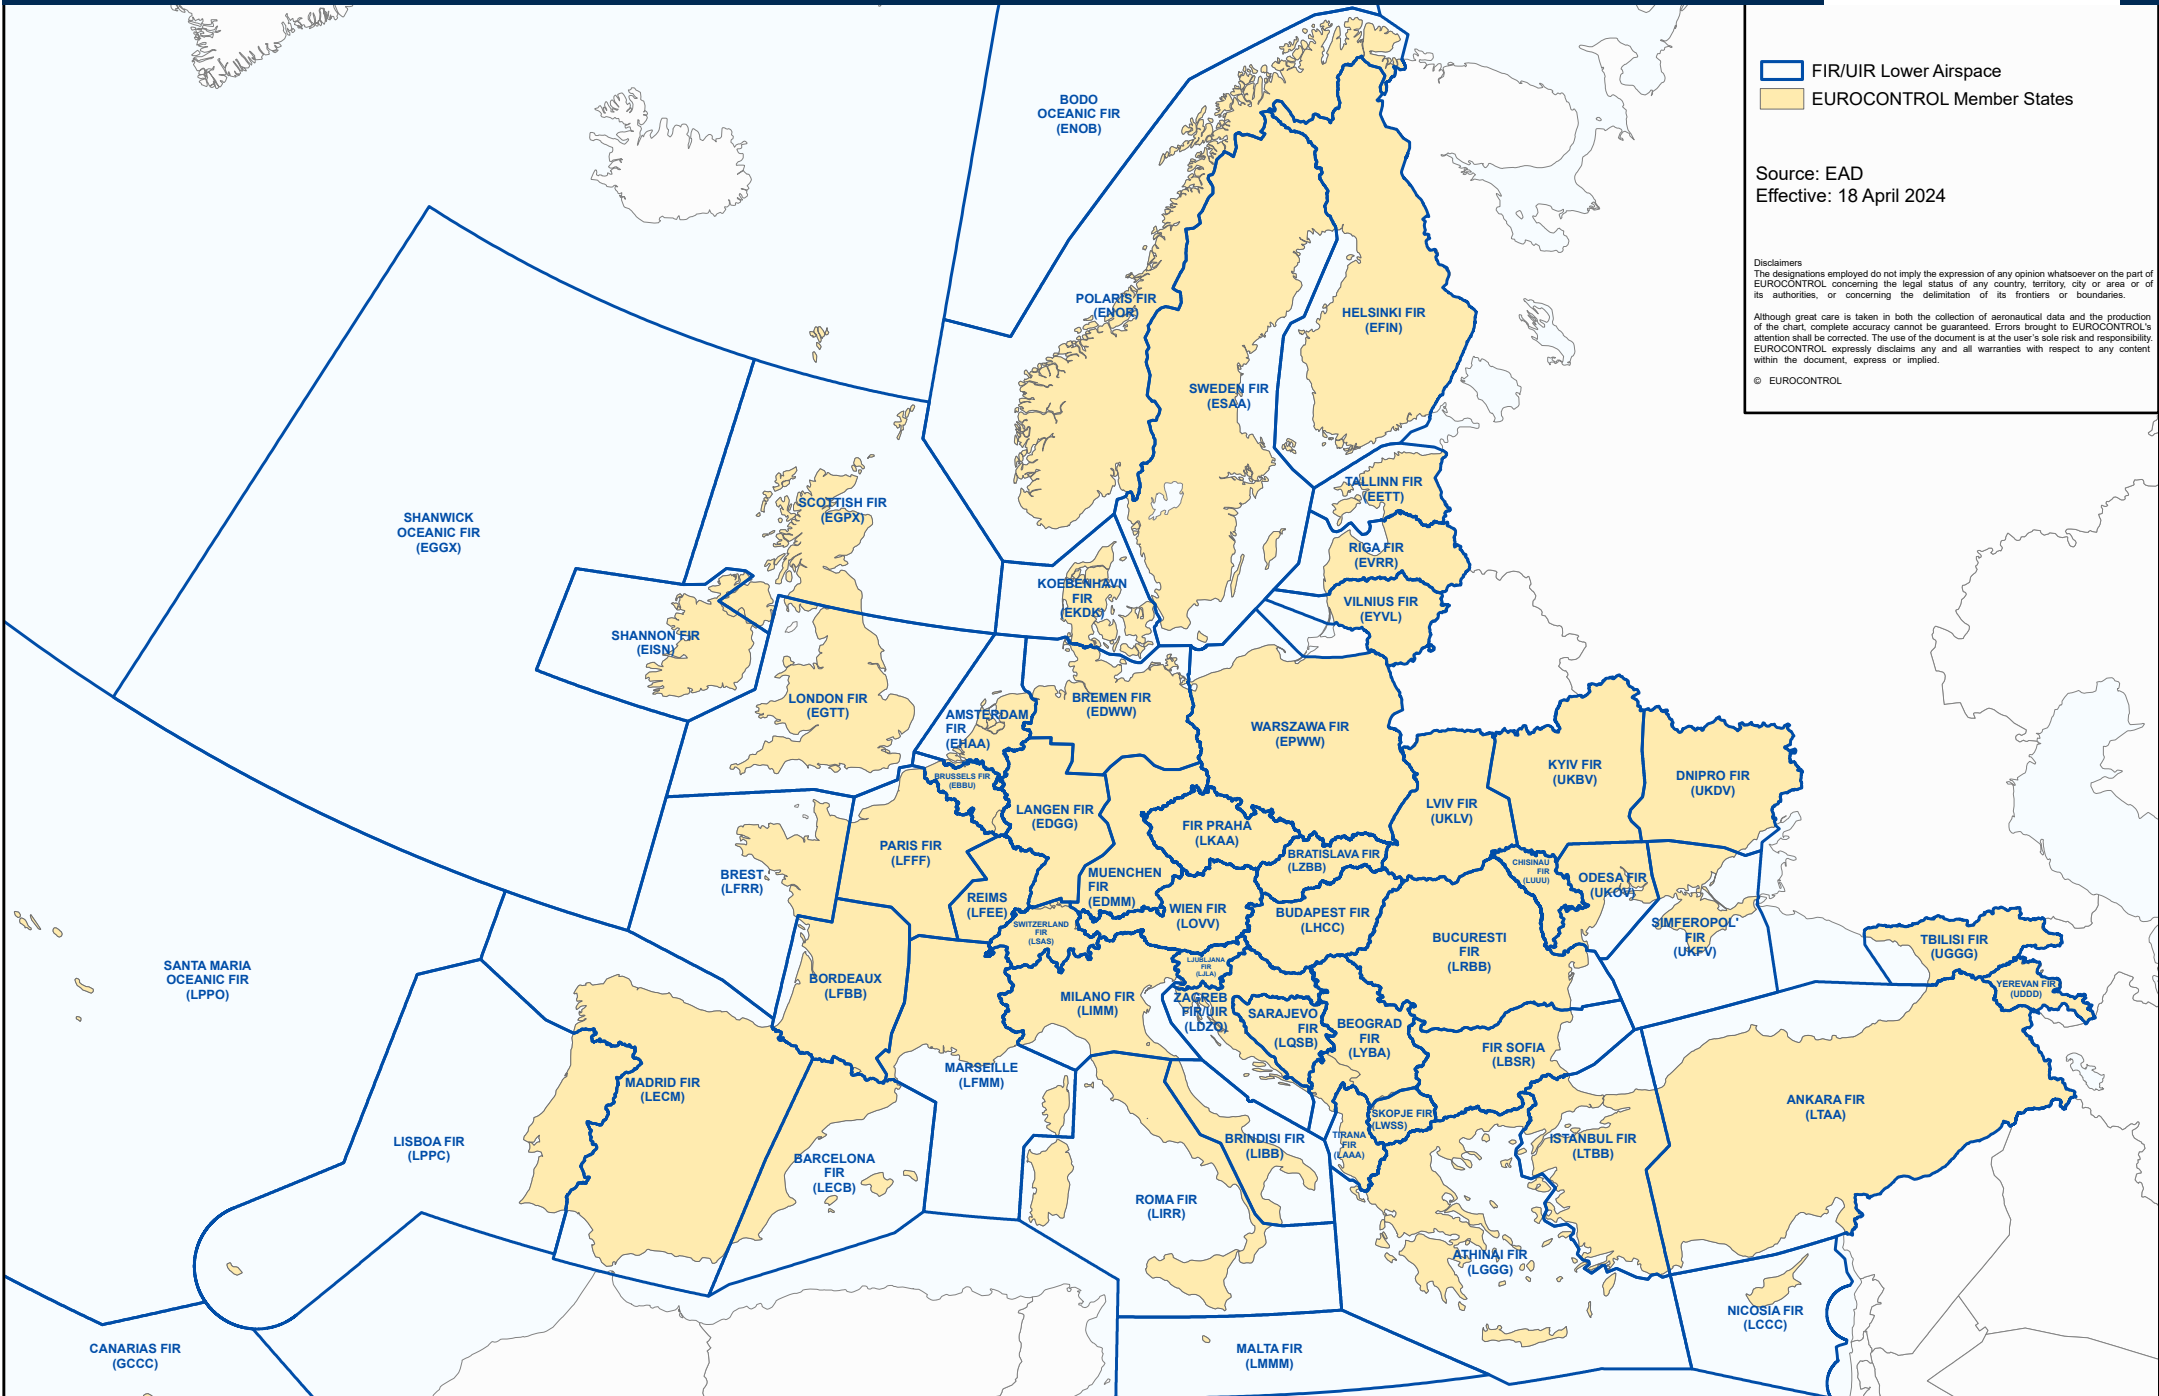 FIR/UIR Lower Airspace
EUROCONTROL Member States
Source: EAD
Effective: 18 April 2024
Disclaimers
The designations employed do not imply the expression of any opinion whatsoever on the part of
EUROCONTROL concerning the legal status of any country, territory, city or area or of
its authorities, or concerning the delimitation of its frontiers or boundaries.
Although great care is taken in both the collection of aeronautical data and the production
of the chart, complete accuracy cannot be guaranteed. Errors brought to EUROCONTROL's
attention shall be corrected. The use of the document is at the user's sole risk and responsibility.
EUROCONTROL expressly disclaims any and all warranties with respect to any content
within the document, express or implied.
© EUROCONTROL
BODO
OCEANIC FIR
(ENOB)
POLARIS FIR
(ENOR)
HELSINKI FIR
(EFIN)
SWEDEN FIR
(ESAA)
SHANWICK
OCEANIC FIR
(EGGX)
SCOTTISH FIR
(EGPX)
TALLINN FIR
(EETT)
RIGA FIR
(EVRR)
KOEBENHAVN
FIR
(EKDK)
VILNIUS FIR
(EYVL)
SHANNON FIR
(EISN)
LONDON FIR
(EGTT)
AMSTERDAM
FIR
(EHAA)
BREMEN FIR
(EDWW)
WARSZAWA FIR
(EPWW)
BRUSSELS FIR
(EBBU)
KYIV FIR
(UKBV)
DNIPRO FIR
(UKDV)
LANGEN FIR
(EDGG)
LVIV FIR
(UKLV)
PARIS FIR
(LFFF)
FIR PRAHA
(LKAA)
BRATISLAVA FIR
(LZBB)
BREST
(LFRR)
REIMS
(LFEE)
MUENCHEN
FIR
(EDMM)
CHISINAU
FIR
(LUUU)
ODESA FIR
(UKOV)
WIEN FIR
(LOVV)
BUDAPEST FIR
(LHCC)
SWITZERLAND
FIR
(LSAS)
SIMFEROPOL'
FIR
(UKFV)
BUCURESTI
FIR
(LRBB)
TBILISI FIR
(UGGG)
SANTA MARIA
OCEANIC FIR
(LPPO)
BORDEAUX
(LFBB)
LJUBLJANA
FIR
(LJLA)
YEREVAN FIR
(UDDD)
MILANO FIR
(LIMM)
ZAGREB
FIR/UIR
(LDZO)
SARAJEVO
FIR
(LQSB)
BEOGRAD
FIR
(LYBA)
FIR SOFIA
(LBSR)
MARSEILLE
(LFMM)
MADRID FIR
(LECM)
ANKARA FIR
(LTAA)
SKOPJE FIR
(LWSS)
LISBOA FIR
(LPPC)
BRINDISI FIR
(LIBB)
TIRANA
FIR
(LAAA)
ISTANBUL FIR
(LTBB)
BARCELONA
FIR
(LECB)
ROMA FIR
(LIRR)
ATHINAI FIR
(LGGG)
NICOSIA FIR
(LCCC)
CANARIAS FIR
(GCCC)
MALTA FIR
(LMMM)